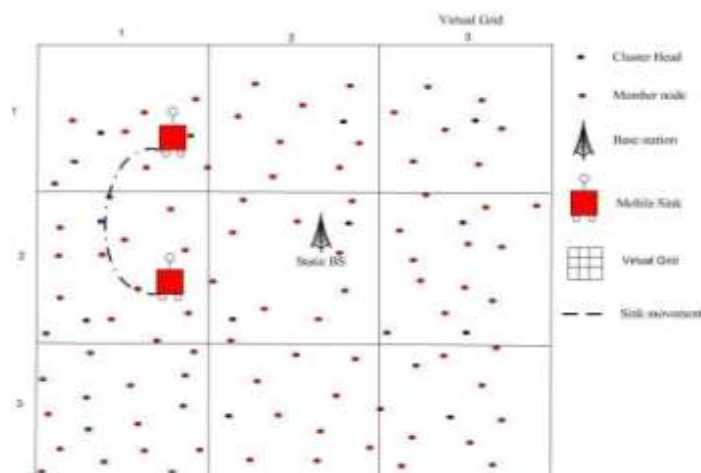 Virtual Grid
1
2
3
1
Cluster Head
Member node
Base-station
2
Static BS
Mobile Sink
Virtual Grid
Sink movement
3